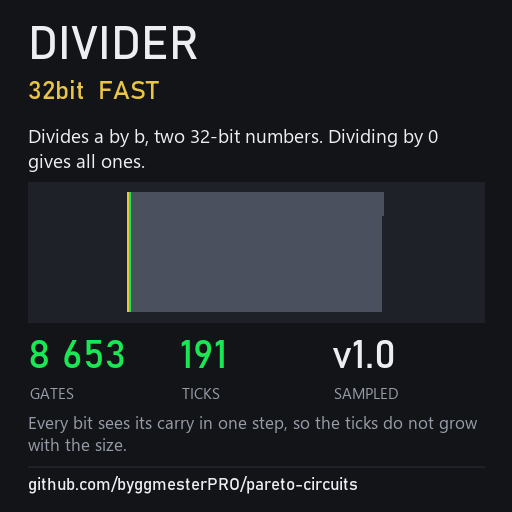 DIVIDER
32bit FAST
Divides a by b, two 32-bit numbers. Dividing by 0
gives all ones.
8 653
191
v1.0
GATES
TICKS
SAMPLED
Every bit sees its carry in one step, so the ticks do not grow
with the size.
github.com/byggmesterPRO/pareto-circuits